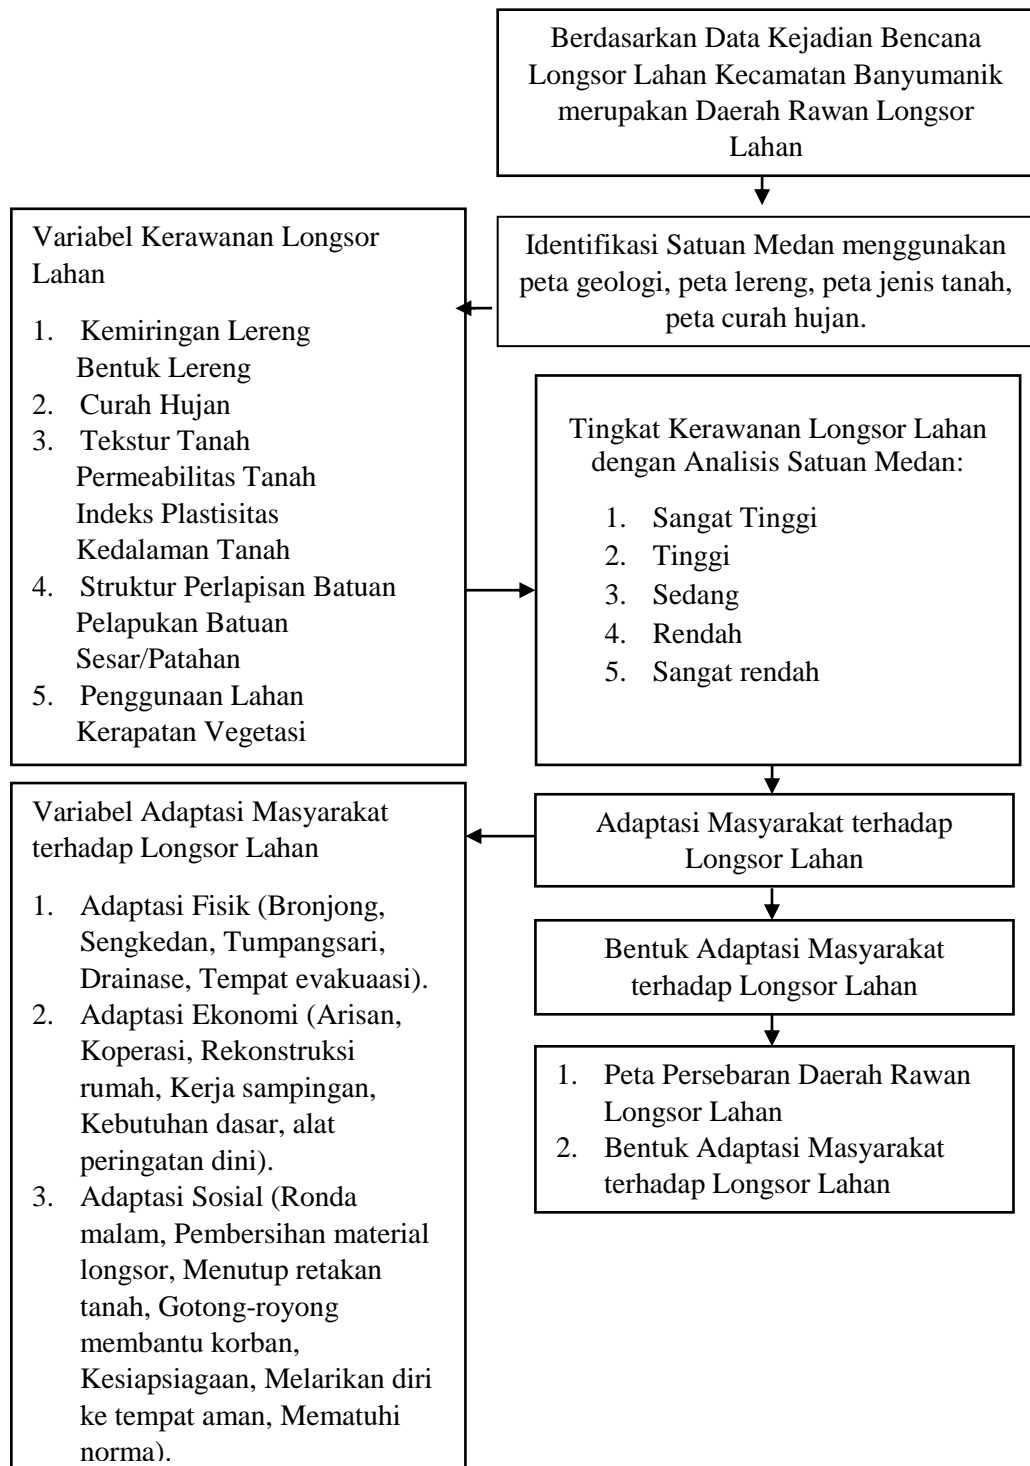 Berdasarkan Data Kejadian Bencana
Longsor Lahan Kecamatan Banyumanik
merupakan Daerah Rawan Longsor
Lahan
Identifikasi Satuan Medan menggunakan
peta geologi, peta lereng, peta jenis tanah,
peta curah hujan.
Variabel Kerawanan Longsor
Lahan
1. Kemiringan Lereng
Bentuk Lereng
2. Curah Hujan
3. Tekstur Tanah
Permeabilitas Tanah
Indeks Plastisitas
Kedalaman Tanah
4. Struktur Perlapisan Batuan
Pelapukan Batuan
Sesar/Patahan
5. Penggunaan Lahan
Kerapatan Vegetasi
Tingkat Kerawanan Longsor Lahan
dengan Analisis Satuan Medan:
1. Sangat Tinggi
2. Tinggi
3. Sedang
4. Rendah
5. Sangat rendah
Adaptasi Masyarakat terhadap
Longsor Lahan
Variabel Adaptasi Masyarakat
terhadap Longsor Lahan
1. Adaptasi Fisik (Bronjong,
Sengkedan, Tumpangsari,
Drainase, Tempat evakuaasi).
2. Adaptasi Ekonomi (Arisan,
Koperasi, Rekonstruksi
rumah, Kerja sampingan,
Kebutuhan dasar, alat
peringatan dini).
3. Adaptasi Sosial (Ronda
malam, Pembersihan material
longsor, Menutup retakan
tanah, Gotong-royong
membantu korban,
Kesiapsiagaan, Melarikan diri
ke tempat aman, Mematuhi
norma).
Bentuk Adaptasi Masyarakat
terhadap Longsor Lahan
1. Peta Persebaran Daerah Rawan
Longsor Lahan
2. Bentuk Adaptasi Masyarakat
terhadap Longsor Lahan